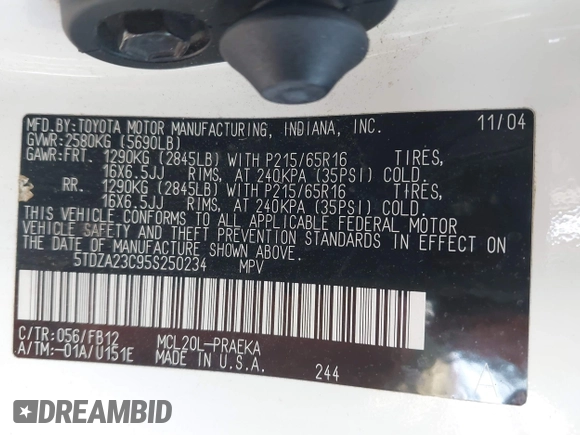 MFD.BY:TOYOTA MOTOR MANUFACTURING, INDIANA, INC. 11/04
GVWR:2580KG (5690LB)
GAWR:FRT. 1290KG (2845LB) WITH P215/65R16 TIRES,
16X6.5JJ RIMS, AT 240KPA (35PSI) COLD.
RR. 1290KG (2845LB) WITH P215/65R16 TIRES,
16X6.5JJ RIMS, AT 240KPA (35PSI) COLD.
THIS VEHICLE CONFORMS TO ALL APPLICABLE FEDERAL MOTOR
VEHICLE SAFETY AND THEFT PREVENTION STANDARDS IN EFFECT ON
THE DATE OF MANUFACTURE SHOWN ABOVE.
5TDZA23C95S250234 MPV
C/TR:056/FB12 MCL20L-PRAEKA
A/TM:-01A/U151E MADE IN U.S.A.
244 A
DREAMBID